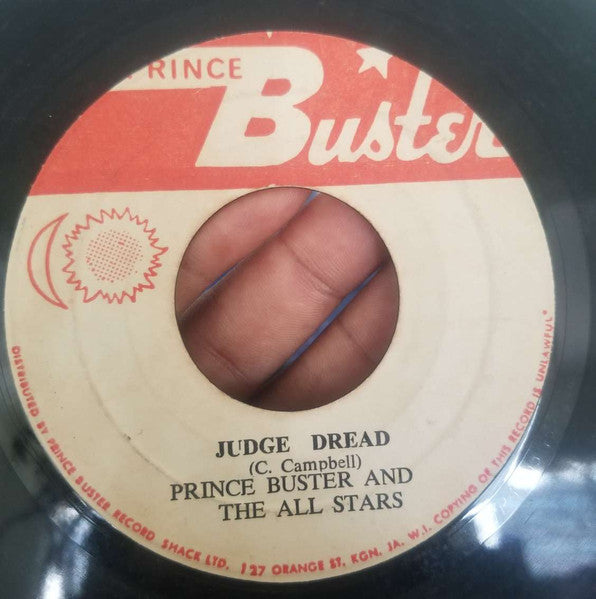 PRINCE
Buster
JUDGE DREAD
(C. Campbell)
PRINCE BUSTER AND
THE ALL STARS
DISTRIBUTED BY PRINCE BUSTER RECORD SHACK LTD. 127 ORANGE ST. KGN. JA. W.I. COPYING OF THIS RECORD IS UNLAWFUL"